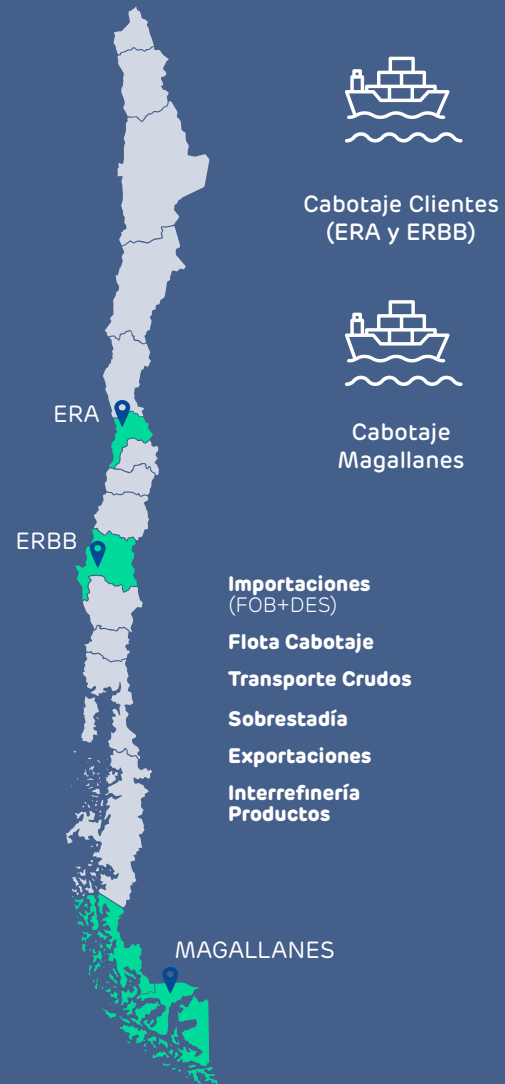 Cabotaje Clientes
(ERA y ERBB)
Cabotaje
Magallanes
ERA
ERBB
Importaciones
(FOB+DES)
Flota Cabotaje
Transporte Crudos
Sobrestadía
Exportaciones
Interrefinería
Productos
MAGALLANES